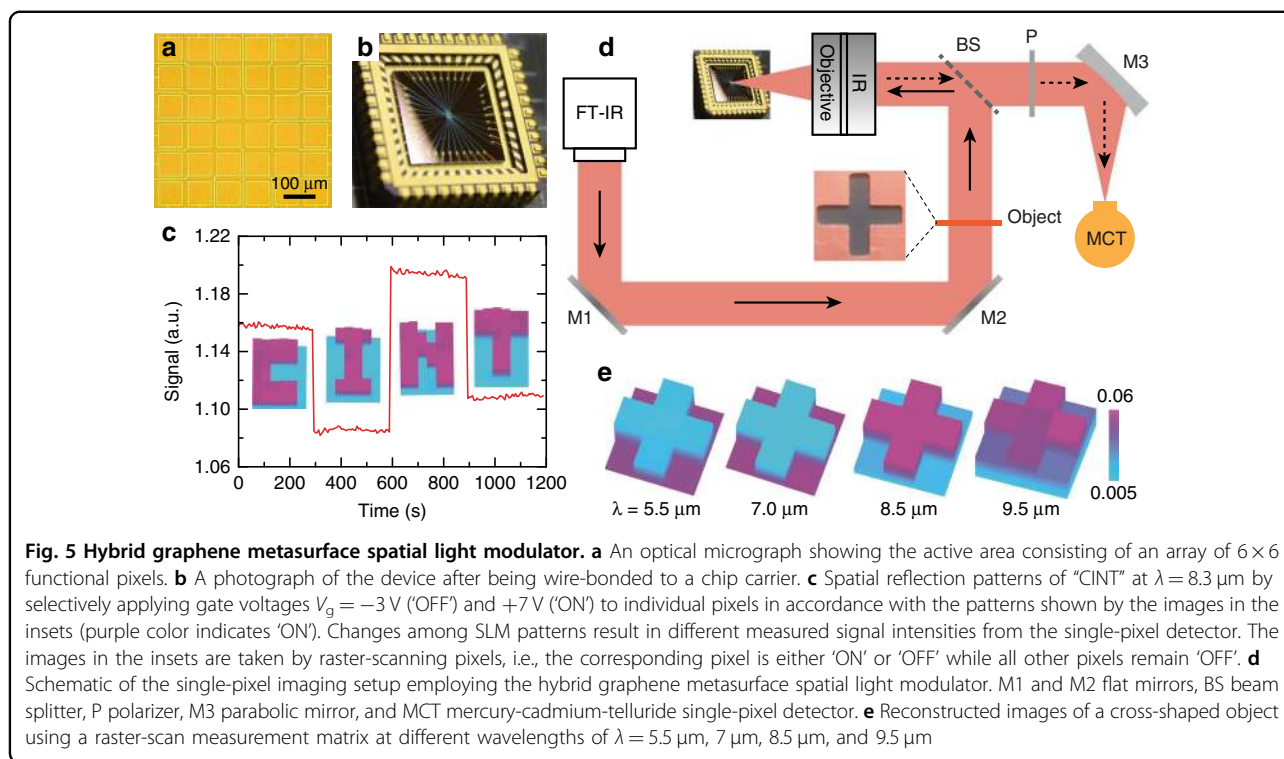 a
b
d
100 µm
FT-IR
Objective
IR
BS
P
M3
MCT
Object
M1
M2
c
1.22
1.18
1.14
1.10
1.06
Signal (a.u.)
C I N T
0 200 400 600 800 1000 1200
Time (s)
e
0.06
0.005
λ = 5.5 µm 7.0 µm 8.5 µm 9.5 µm
Fig. 5 Hybrid graphene metasurface spatial light modulator. a An optical micrograph showing the active area consisting of an array of 6 × 6
functional pixels. b A photograph of the device after being wire-bonded to a chip carrier. c Spatial reflection patterns of “CINT” at λ = 8.3 µm by
selectively applying gate voltages Vg = −3 V (‘OFF’) and +7 V (‘ON’) to individual pixels in accordance with the patterns shown by the images in the
insets (purple color indicates ‘ON’). Changes among SLM patterns result in different measured signal intensities from the single-pixel detector. The
images in the insets are taken by raster-scanning pixels, i.e., the corresponding pixel is either ‘ON’ or ‘OFF’ while all other pixels remain ‘OFF’. d
Schematic of the single-pixel imaging setup employing the hybrid graphene metasurface spatial light modulator. M1 and M2 flat mirrors, BS beam
splitter, P polarizer, M3 parabolic mirror, and MCT mercury-cadmium-telluride single-pixel detector. e Reconstructed images of a cross-shaped object
using a raster-scan measurement matrix at different wavelengths of λ = 5.5 µm, 7 µm, 8.5 µm, and 9.5 µm